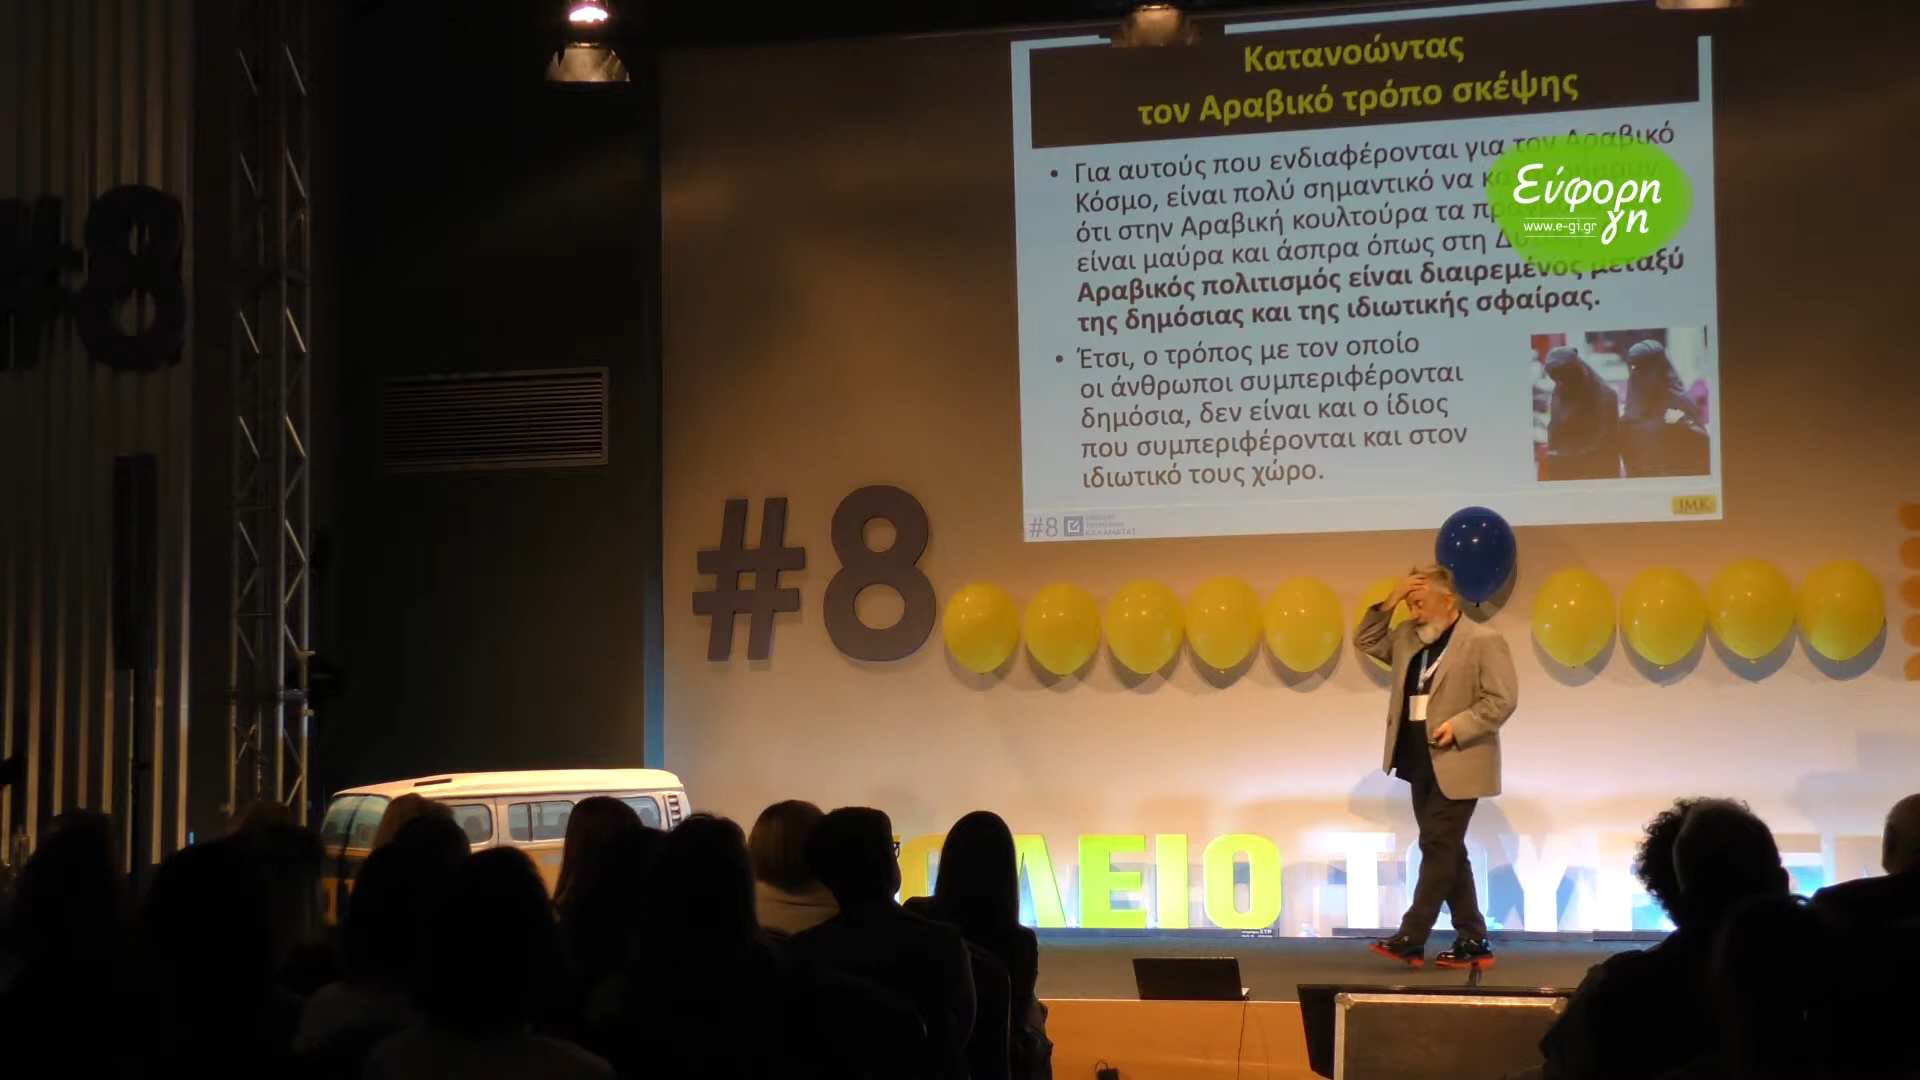 Κατανοώντας
τον Αραβικό τρόπο σκέψης
• Για αυτούς που ενδιαφέρονται για τον Αραβικό
Κόσμο, είναι πολύ σημαντικό να
ότι στην Αραβική κουλτούρα τα
είναι μαύρα και άσπρα όπως στη
Αραβικός πολιτισμός είναι διαιρεμένος μεταξύ
της δημόσιας και της ιδιωτικής σφαίρας.
• Έτσι, ο τρόπος με τον οποίο
οι άνθρωποι συμπεριφέρονται
δημόσια, δεν είναι και ο ίδιος
που συμπεριφέρονται και στον
ιδιωτικό τους χώρο.
JMK
#8
Εύφορη
γη
www.e-gi.gr
#8
#8